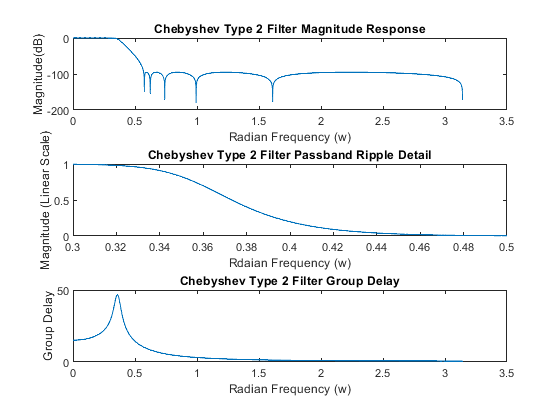 Chebyshev Type 2 Filter Magnitude Response
Magnitude(dB)
0
-100
-200
0 0.5 1 1.5 2 2.5 3 3.5
Radian Frequency (w)
Chebyshev Type 2 Filter Passband Ripple Detail
Magnitude (Linear Scale)
1
0.5
0
0.3 0.32 0.34 0.36 0.38 0.4 0.42 0.44 0.46 0.48 0.5
Rdaian Frequency (w)
Chebyshev Type 2 Filter Group Delay
Group Delay
50
0
0 0.5 1 1.5 2 2.5 3 3.5
Radian Frequency (w)